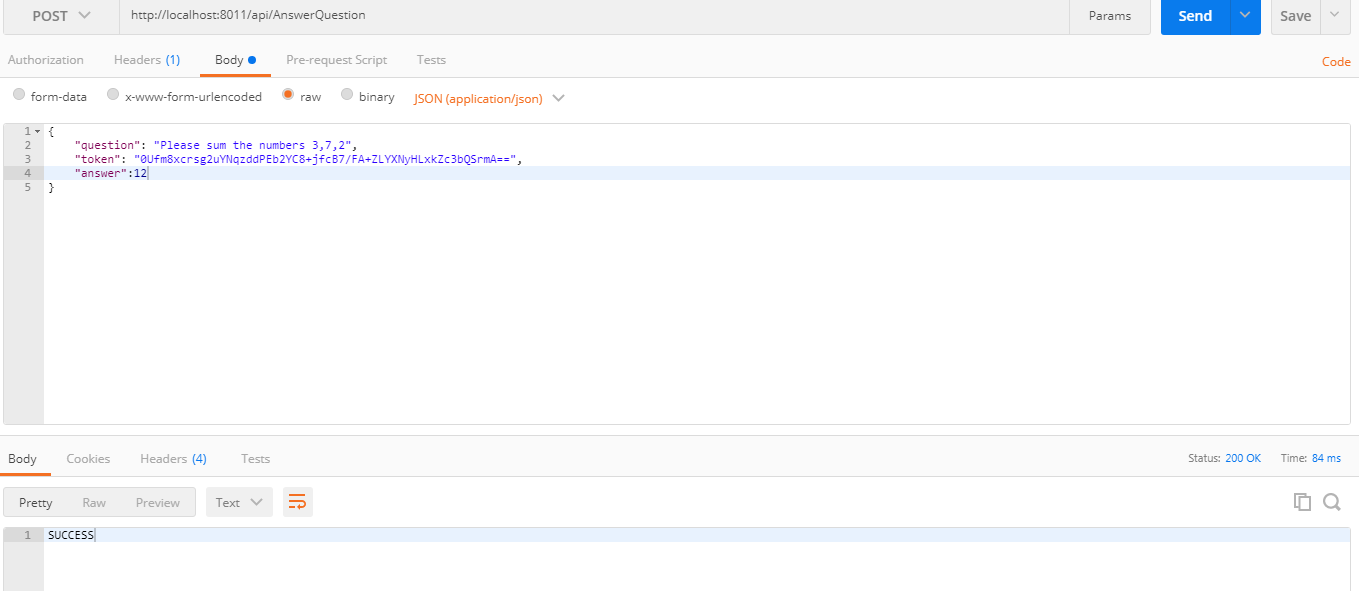 POST http://localhost:8011/api/AnswerQuestion Params Send Save
Authorization Headers (1) Body Pre-request Script Tests Code
form-data x-www-form-urlencoded raw binary JSON (application/json)
1 {
2 "question": "Please sum the numbers 3,7,2",
3 "token": "0Ufm8xcrsg2uYNqzddPEb2YC8+jfcB7/FA+ZLYXNyHLxkZc3bQSrmA==",
4 "answer":12
5 }
Body Cookies Headers (4) Tests Status: 200 OK Time: 84 ms
Pretty Raw Preview Text
1 SUCCESS